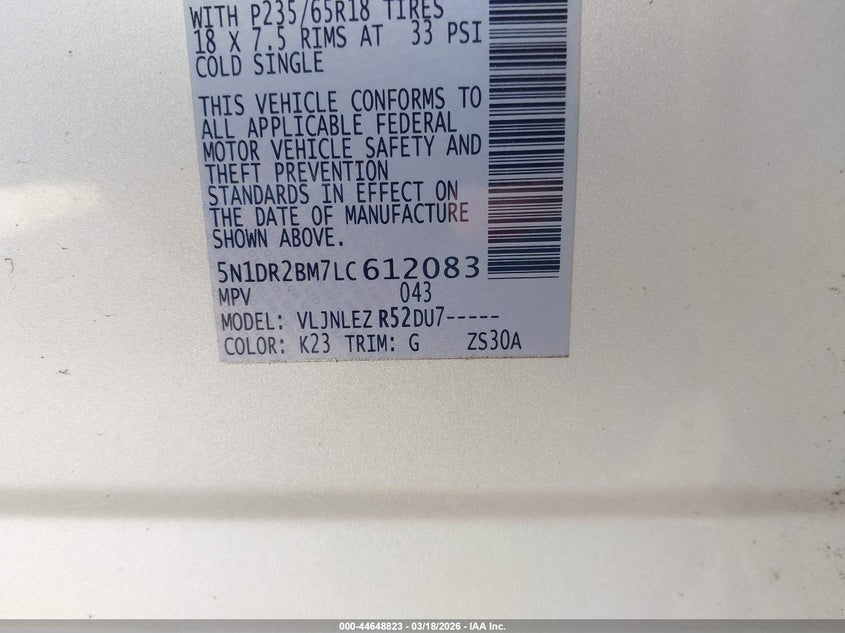 WITH P235/65R18 TIRES
18 X 7.5 RIMS AT 33 PSI
COLD SINGLE
THIS VEHICLE CONFORMS TO
ALL APPLICABLE FEDERAL
MOTOR VEHICLE SAFETY AND
THEFT PREVENTION
STANDARDS IN EFFECT ON
THE DATE OF MANUFACTURE
SHOWN ABOVE.
5N1DR2BM7LC612083
MPV 043
MODEL: VLJNLEZ R52DU7-----
COLOR: K23 TRIM: G ZS30A
000-44648823 - 03/18/2026 - IAA Inc.